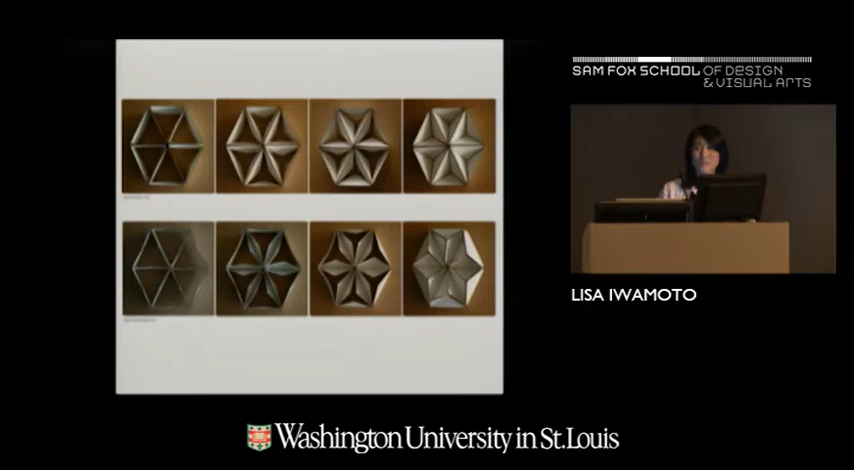 SAM FOX SCHOOL OF DESIGN
& VISUAL ARTS
LISA IWAMOTO
Washington University in St. Louis